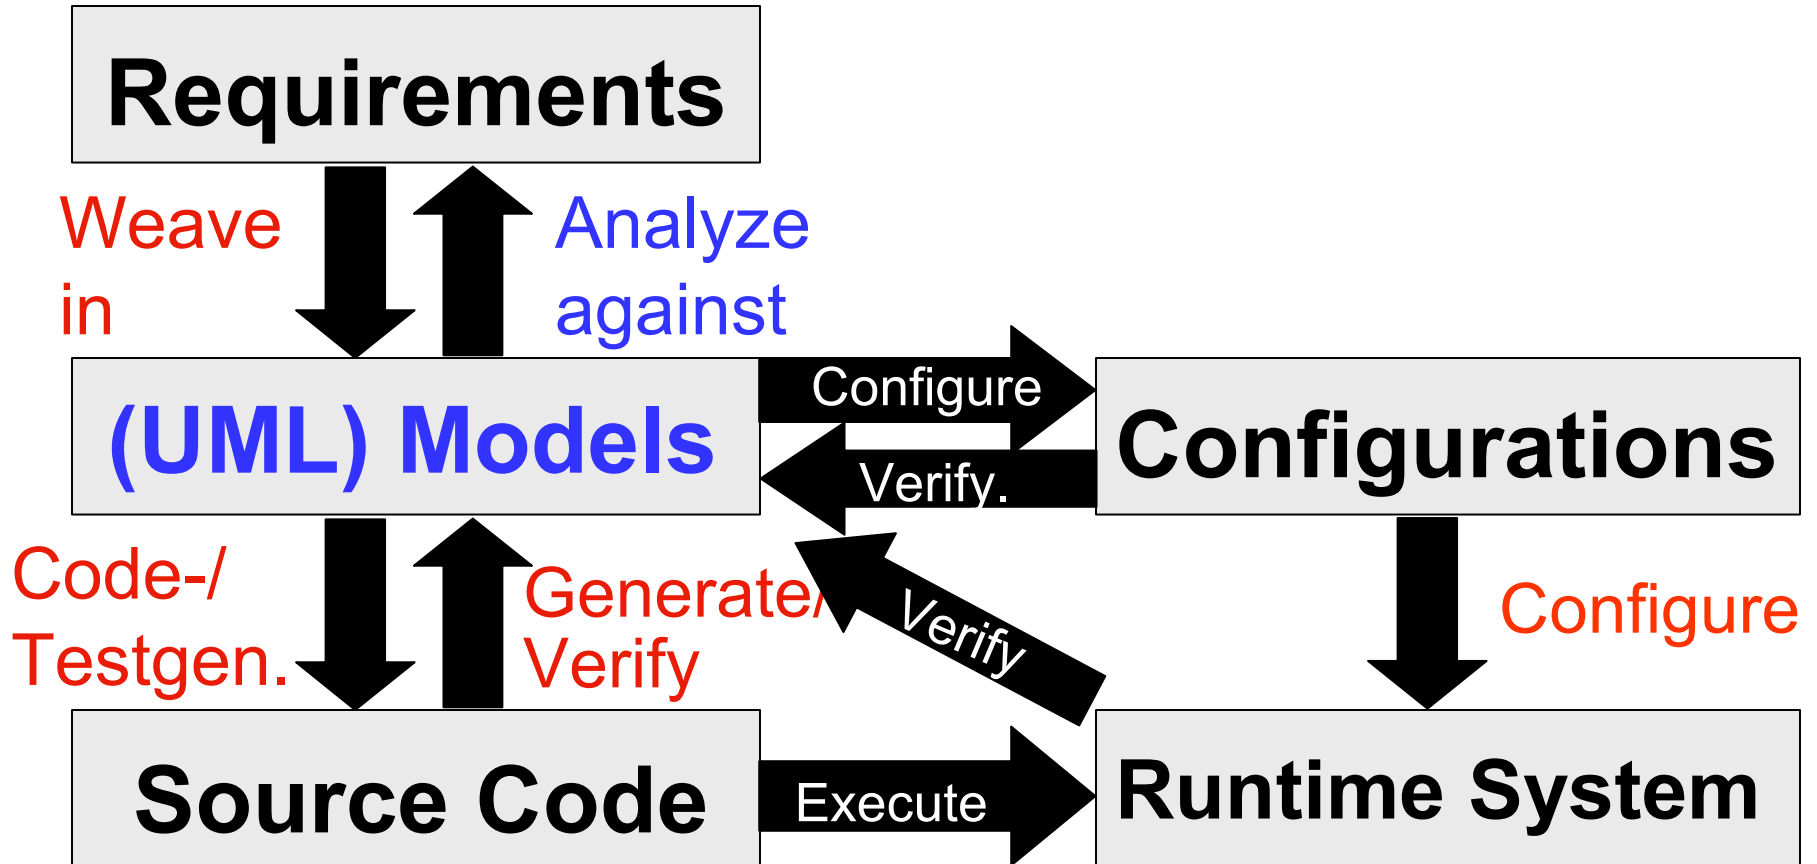 Requirements
Weave
in
Analyze
against
(UML) Models
Configure
Verify.
Configurations
Code-/
Testgen.
Generate/
Verify
Verify
Configure
Source Code
Execute
Runtime System